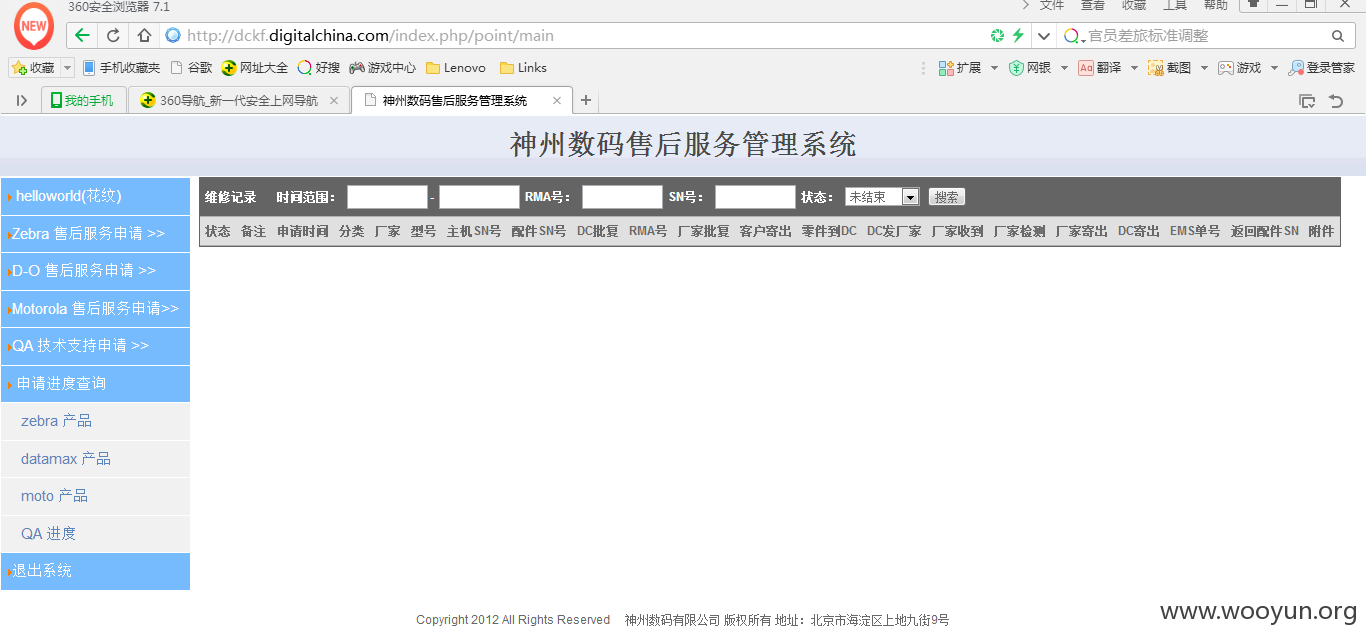 360安全浏览器 7.1
文件 查看 收藏 工具 帮助
NEW
http://dckf.digitalchina.com/index.php/point/main
官员差旅标准调整
收藏 手机收藏夹 谷歌 网址大全 好搜 游戏中心 Lenovo Links 扩展 网银 Aa 翻译 截图 游戏 登录管家
我的手机 360导航_新一代安全上网导航 神州数码售后服务管理系统
神州数码售后服务管理系统
helloworld(花纹)
Zebra 售后服务申请 >>
D-O 售后服务申请 >>
Motorola 售后服务申请>>
QA 技术支持申请 >>
申请进度查询
zebra 产品
datamax 产品
moto 产品
QA 进度
退出系统
维修记录 时间范围： - RMA号： SN号： 状态： 未结束 搜索
状态 备注 申请时间 分类 厂家 型号 主机SN号 配件SN号 DC批复 RMA号 厂家批复 客户寄出 零件到DC DC发厂家 厂家收到 厂家检测 厂家寄出 DC寄出 EMS单号 返回配件SN 附件
Copyright 2012 All Rights Reserved 神州数码有限公司 版权所有 地址：北京市海淀区上地九街9号
www.wooyun.org